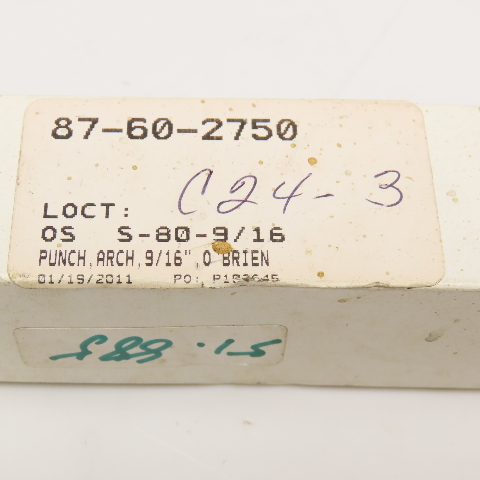 87-60-2750
C24-3
LOCT:
OS S-80-9/16
PUNCH,ARCH,9/16",O BRIEN
01/19/2011 PO: